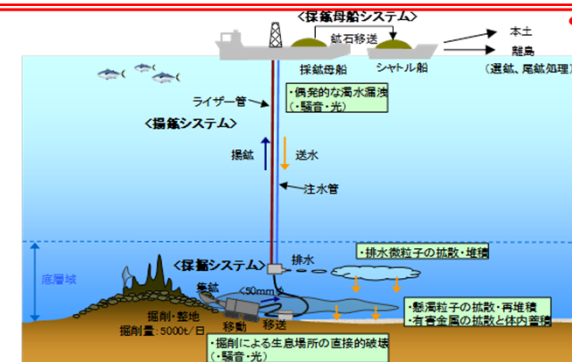 <採鉱母船システム>
鉱石移送
本土
離島
(選鉱、尾鉱処理)
採鉱母船
シャトル船
・偶発的な濁水漏洩
(・騒音・光)
ライザー管
<揚鉱システム>
揚鉱
送水
注水管
底層域
<採掘システム>
排水
・排水微粒子の拡散・堆積
集鉱
<50mmφ
・懸濁粒子の拡散・再堆積
・有害金属の拡散と体内蓄積
掘削・整地
掘削量:5000t/日
移動
移送
・掘削による生息場所の直接的破壊
(・騒音・光)